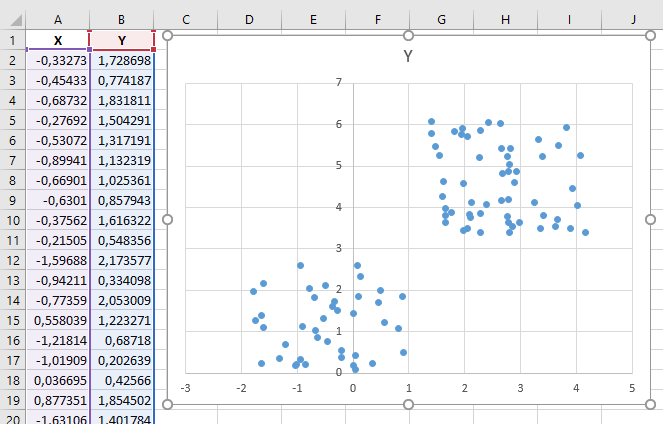 A B C D E F G H I J
1 X Y
2 -0,33273 1,728698
3 -0,45433 0,774187
4 -0,68732 1,831811
5 -0,27692 1,504291
6 -0,53072 1,317191
7 -0,89941 1,132319
8 -0,66901 1,025361
9 -0,6301 0,857943
10 -0,37562 1,616322
11 -0,21505 0,548356
12 -1,59688 2,173577
13 -0,94211 0,334098
14 -0,77359 2,053009
15 0,558039 1,223271
16 -1,21814 0,68718
17 -1,01909 0,202639
18 0,036695 0,42566
19 0,877351 1,854502
20 -1,63106 1,401784
Y
7
6
5
4
3
2
1
0
-3 -2 -1 0 1 2 3 4 5